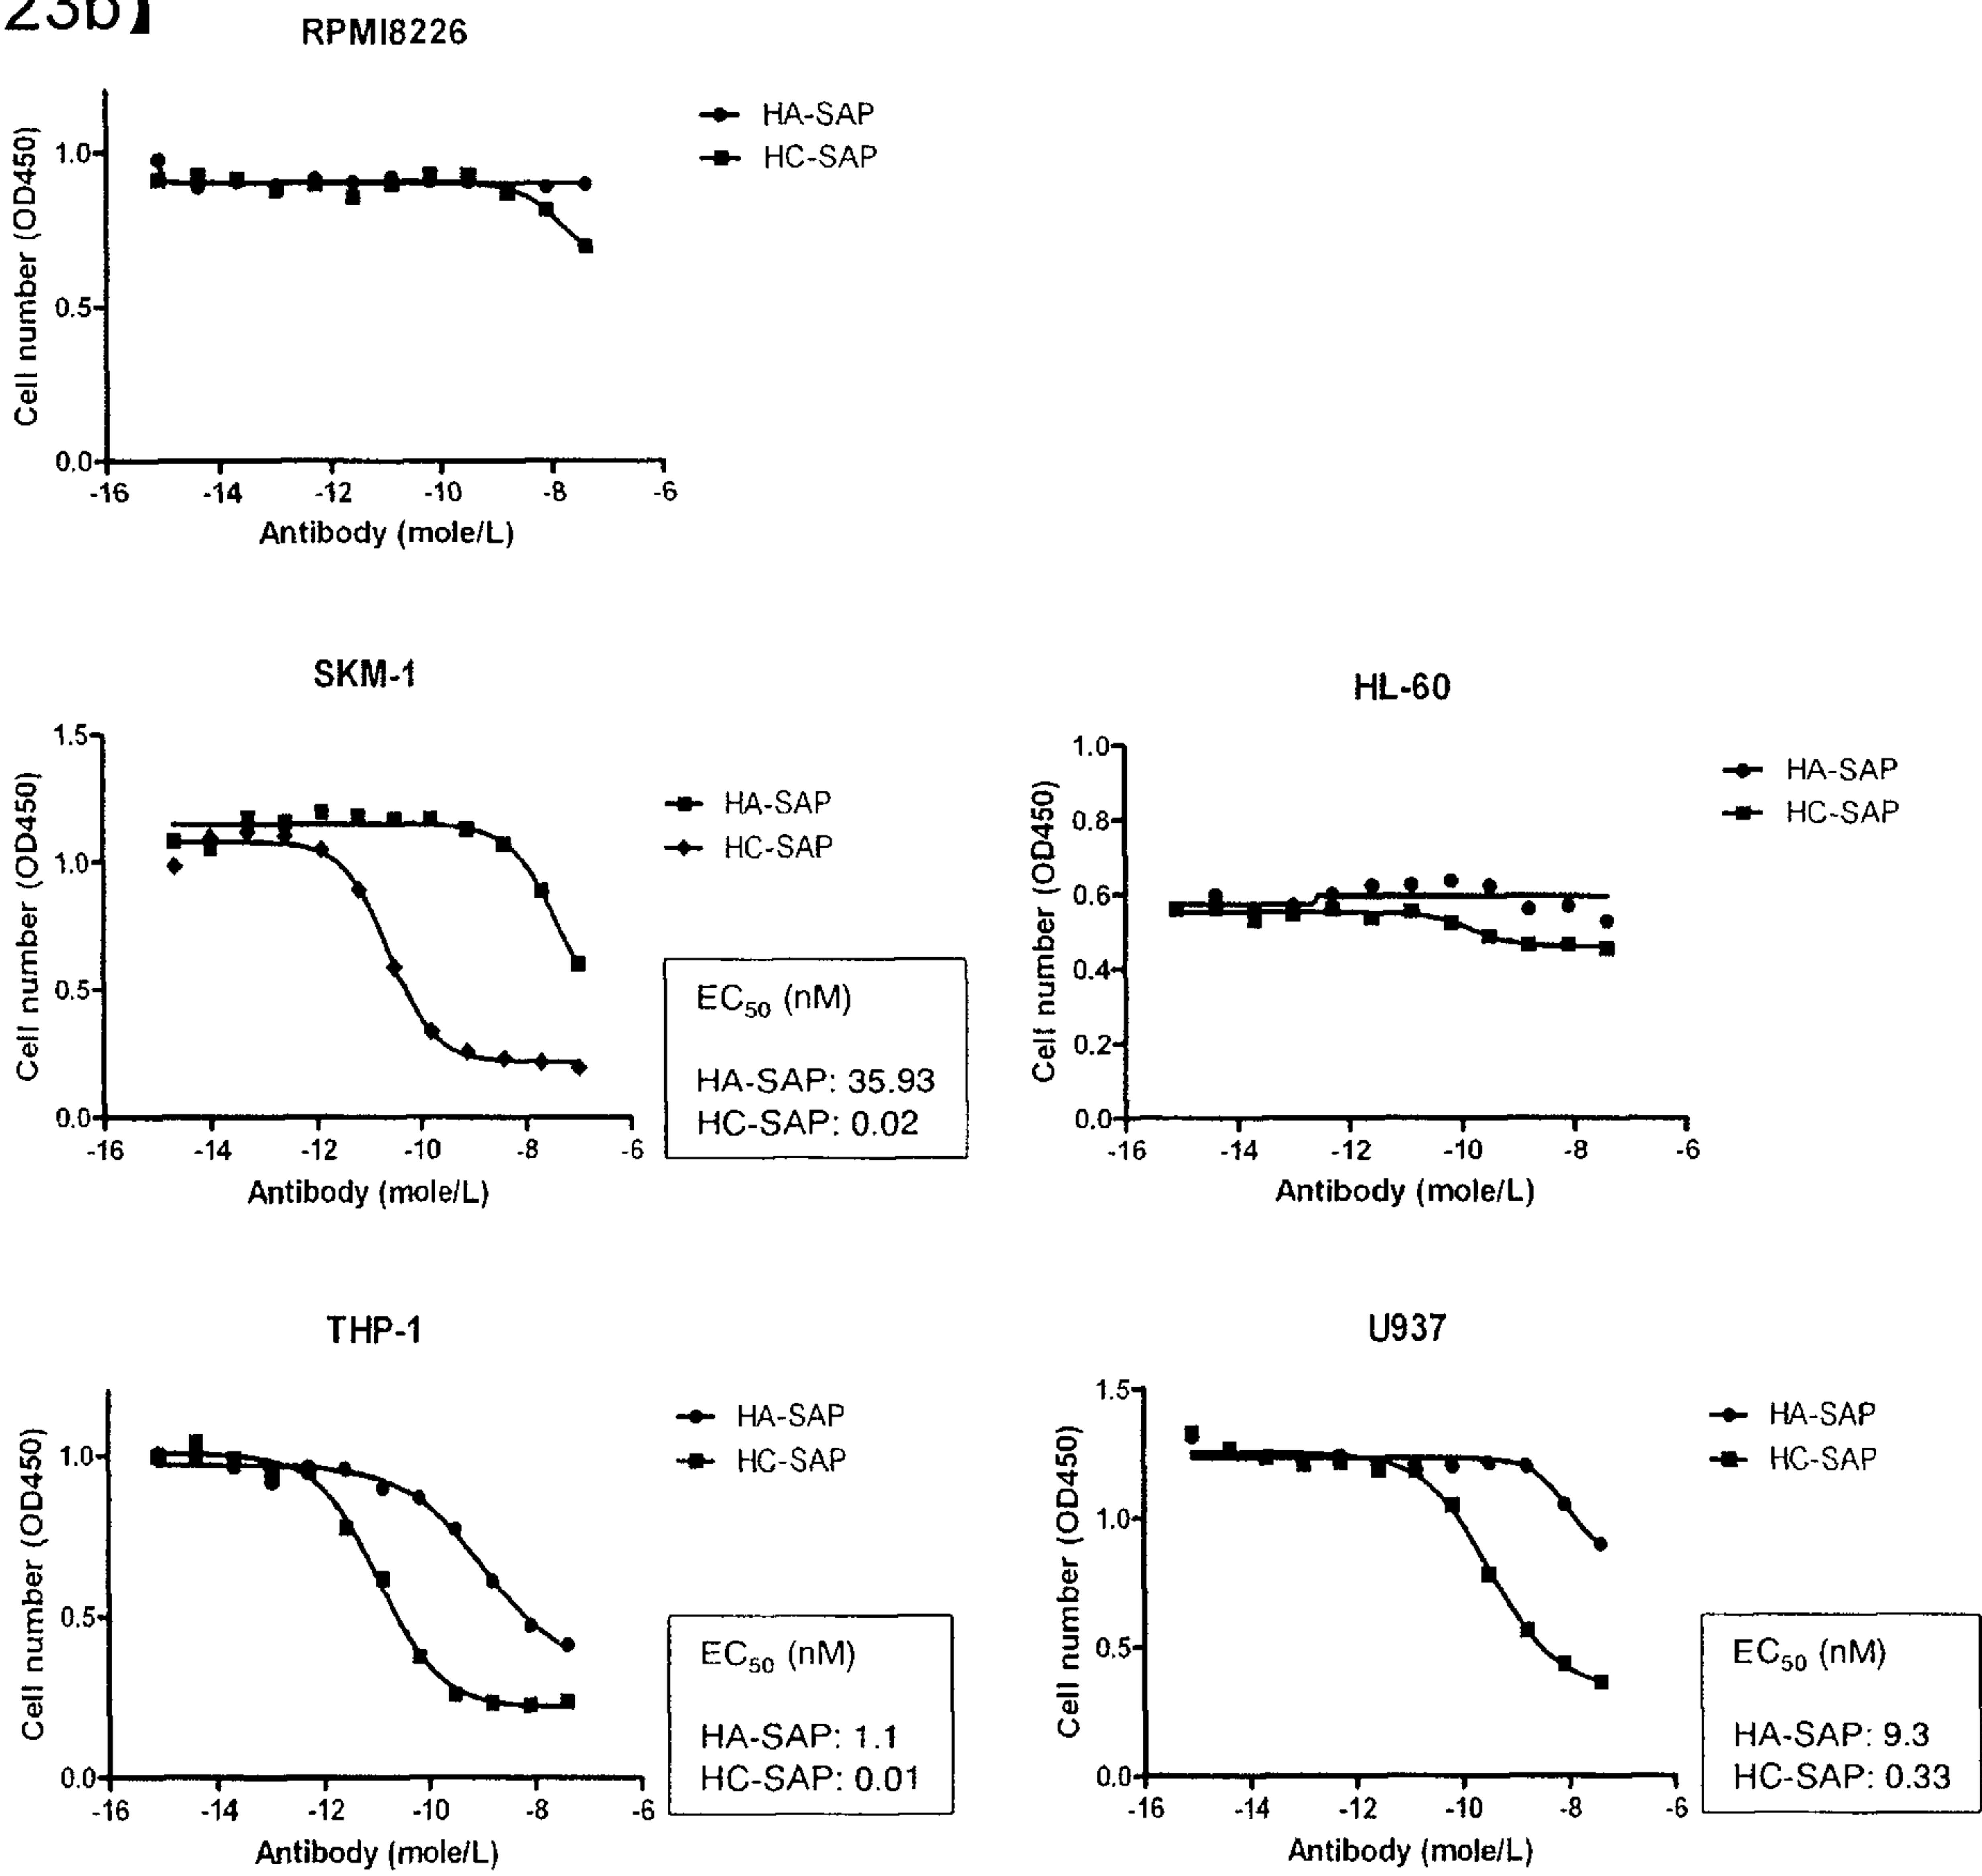 23b】
RPMI8226
Cell number (OD450)
1.0
0.5
0.0
-16 -14 -12 -10 -8 -6
Antibody (mole/L)
HA-SAP
HC-SAP
SKM-1
Cell number (OD450)
1.5
1.0
0.5
0.0
-16 -14 -12 -10 -8 -6
Antibody (mole/L)
HA-SAP
HC-SAP
EC₅₀ (nM)
HA-SAP: 35.93
HC-SAP: 0.02
HL-60
Cell number (OD450)
1.0
0.8
0.6
0.4
0.2
0.0
-16 -14 -12 -10 -8 -6
Antibody (mole/L)
HA-SAP
HC-SAP
THP-1
Cell number (OD450)
1.0
0.5
0.0
-16 -14 -12 -10 -8 -6
Antibody (mole/L)
HA-SAP
HC-SAP
EC₅₀ (nM)
HA-SAP: 1.1
HC-SAP: 0.01
U937
Cell number (OD450)
1.5
1.0
0.5
0.0
-16 -14 -12 -10 -8 -6
Antibody (mole/L)
HA-SAP
HC-SAP
EC₅₀ (nM)
HA-SAP: 9.3
HC-SAP: 0.33